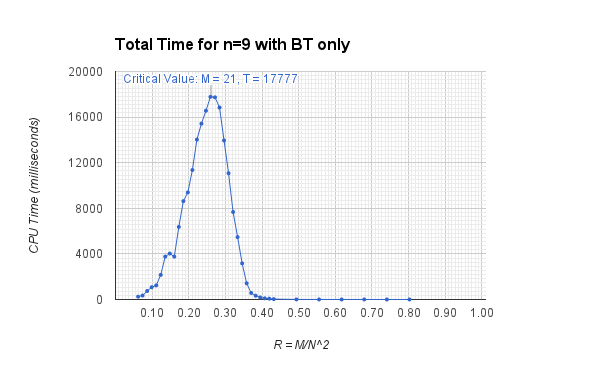 Total Time for n=9 with BT only
Critical Value: M = 21, T = 17777
20000
16000
12000
8000
4000
0
CPU Time (milliseconds)
0.10 0.20 0.30 0.40 0.50 0.60 0.70 0.80 0.90 1.00
R = M/N^2